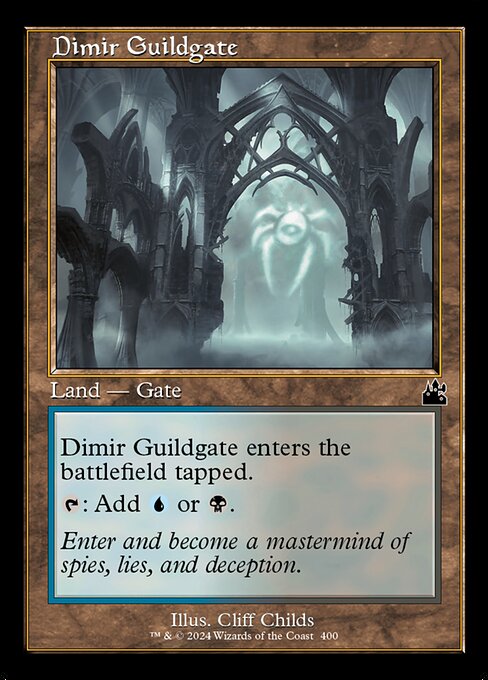 Dimir Guildgate
Land — Gate
Dimir Guildgate enters the
battlefield tapped.
: Add or .
Enter and become a mastermind of
spies, lies, and deception.
Illus. Cliff Childs
™ & © 2024 Wizards of the Coast 400